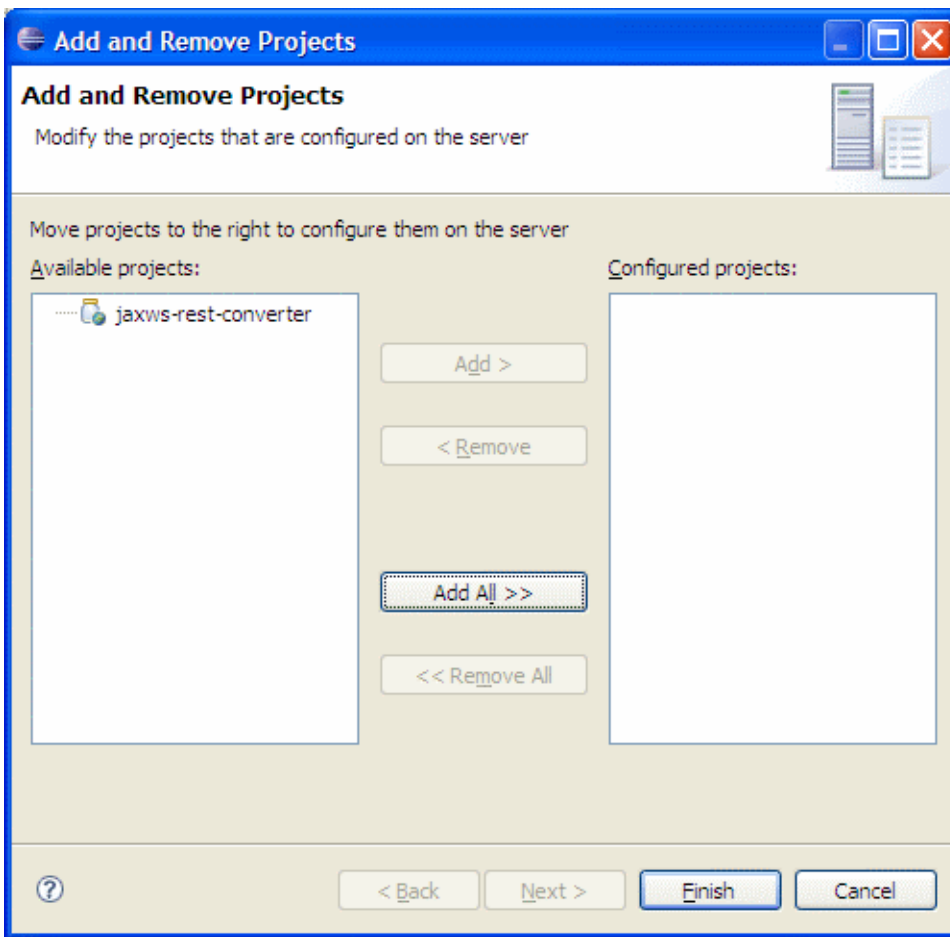 Add and Remove Projects
Add and Remove Projects
Modify the projects that are configured on the server
Move projects to the right to configure them on the server
Available projects:
Configured projects:
jaxws-rest-converter
Add >
< Remove
Add All >>
<< Remove All
?
< Back
Next >
Finish
Cancel